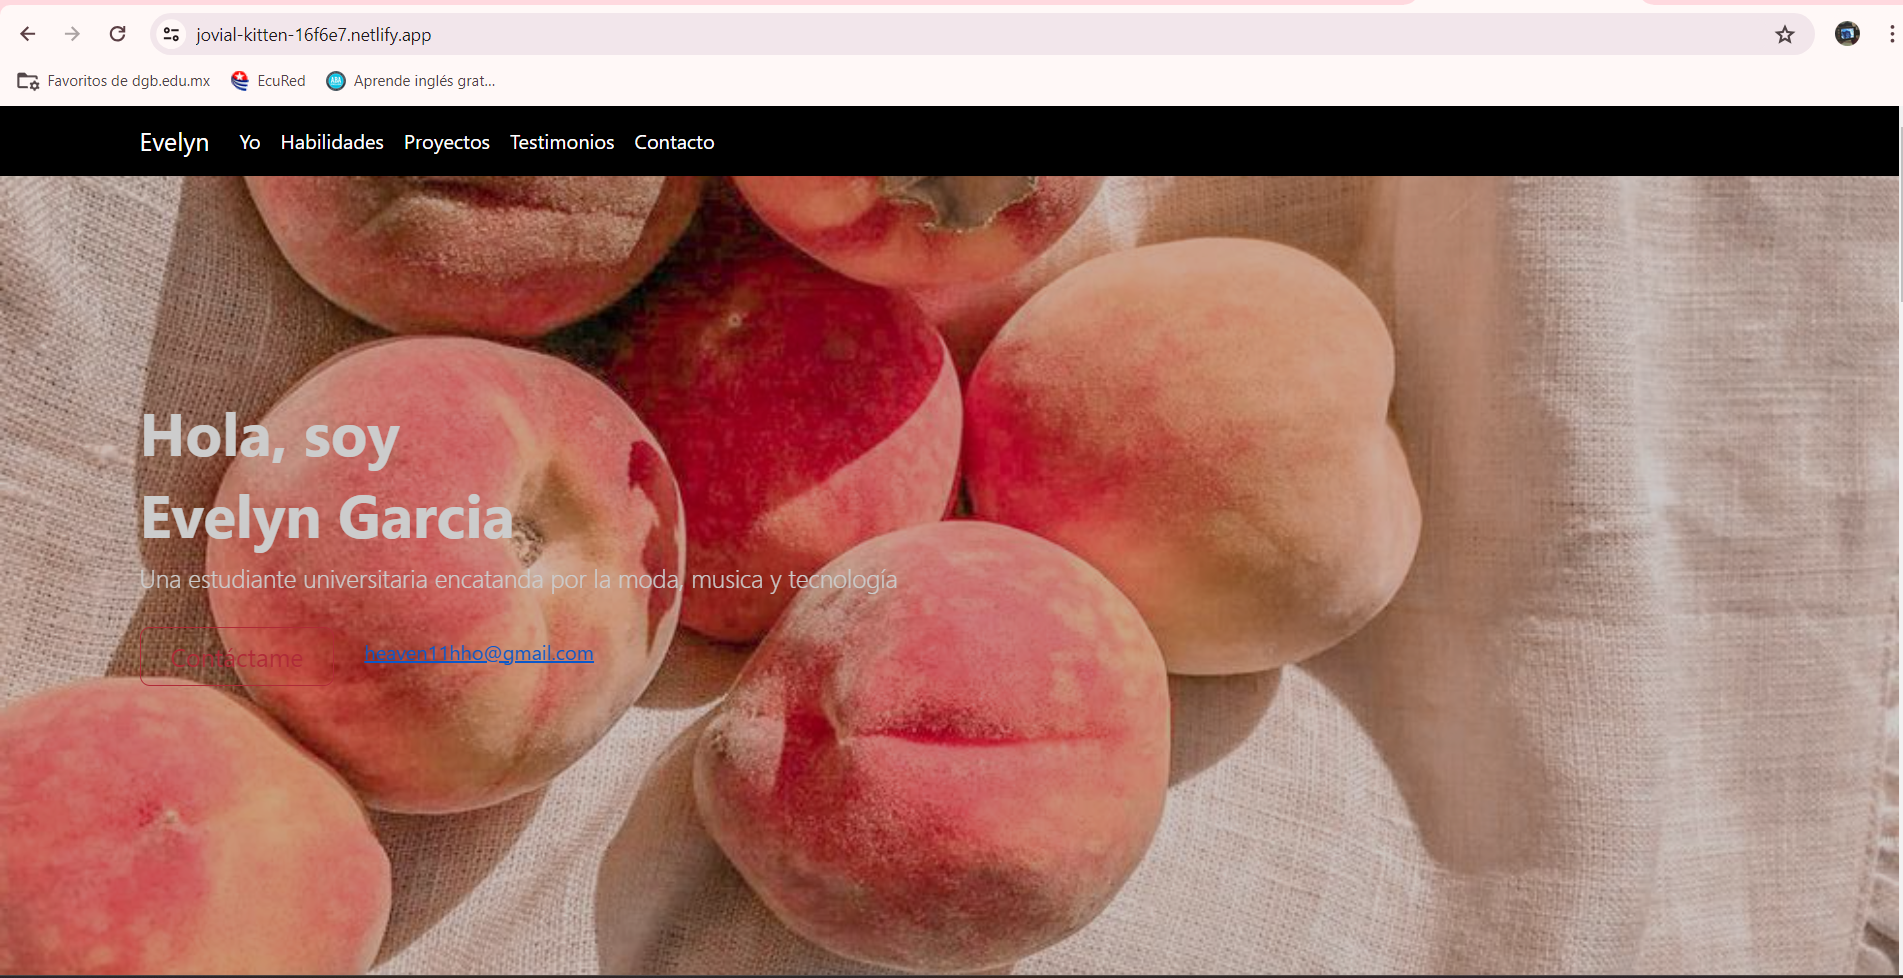 jovial-kitten-16f6e7.netlify.app
Favoritos de dgb.edu.mx EcuRed Aprende inglés grat...
Evelyn Yo Habilidades Proyectos Testimonios Contacto
Hola, soy
Evelyn Garcia
Una estudiante universitaria encatanda por la moda, musica y tecnología
Contáctame heaven11hho@gmail.com